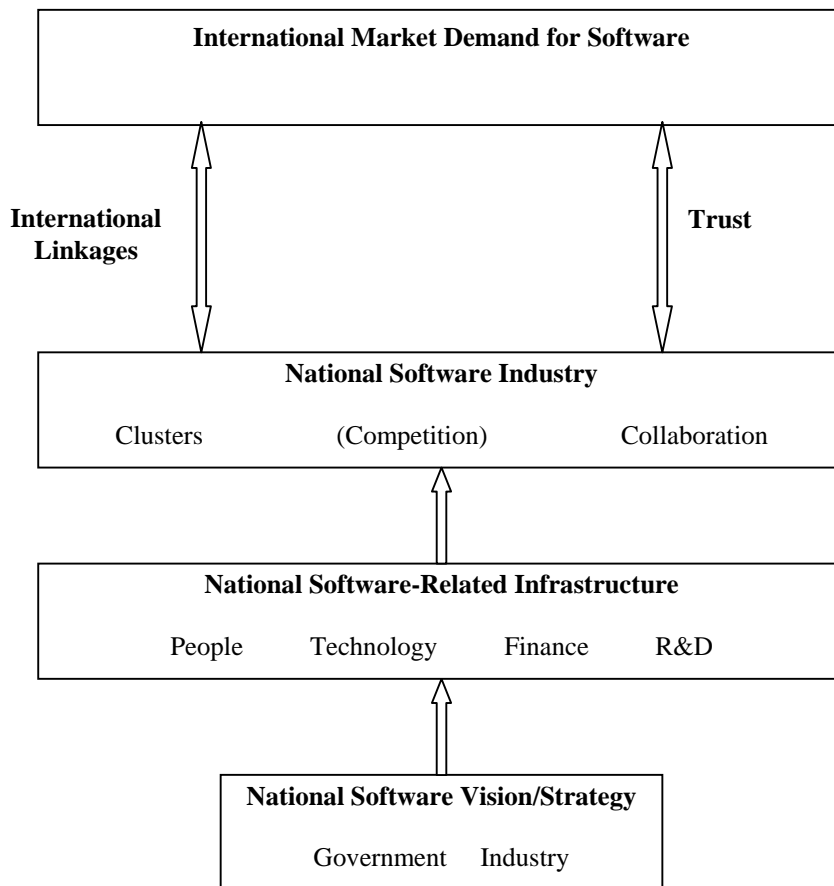 International Market Demand for Software
International
Linkages
Trust
National Software Industry
Clusters (Competition) Collaboration
National Software-Related Infrastructure
People Technology Finance R&D
National Software Vision/Strategy
Government Industry